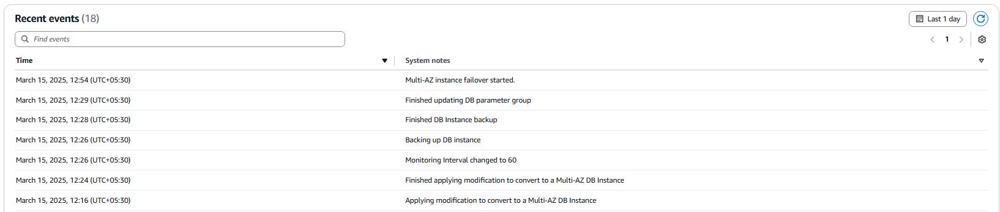 Recent events (18)
Last 1 day
Find events
1
Time System notes
March 15, 2025, 12:54 (UTC+05:30) Multi-AZ instance failover started.
March 15, 2025, 12:29 (UTC+05:30) Finished updating DB parameter group
March 15, 2025, 12:28 (UTC+05:30) Finished DB Instance backup
March 15, 2025, 12:26 (UTC+05:30) Backing up DB instance
March 15, 2025, 12:26 (UTC+05:30) Monitoring Interval changed to 60
March 15, 2025, 12:24 (UTC+05:30) Finished applying modification to convert to a Multi-AZ DB Instance
March 15, 2025, 12:16 (UTC+05:30) Applying modification to convert to a Multi-AZ DB Instance